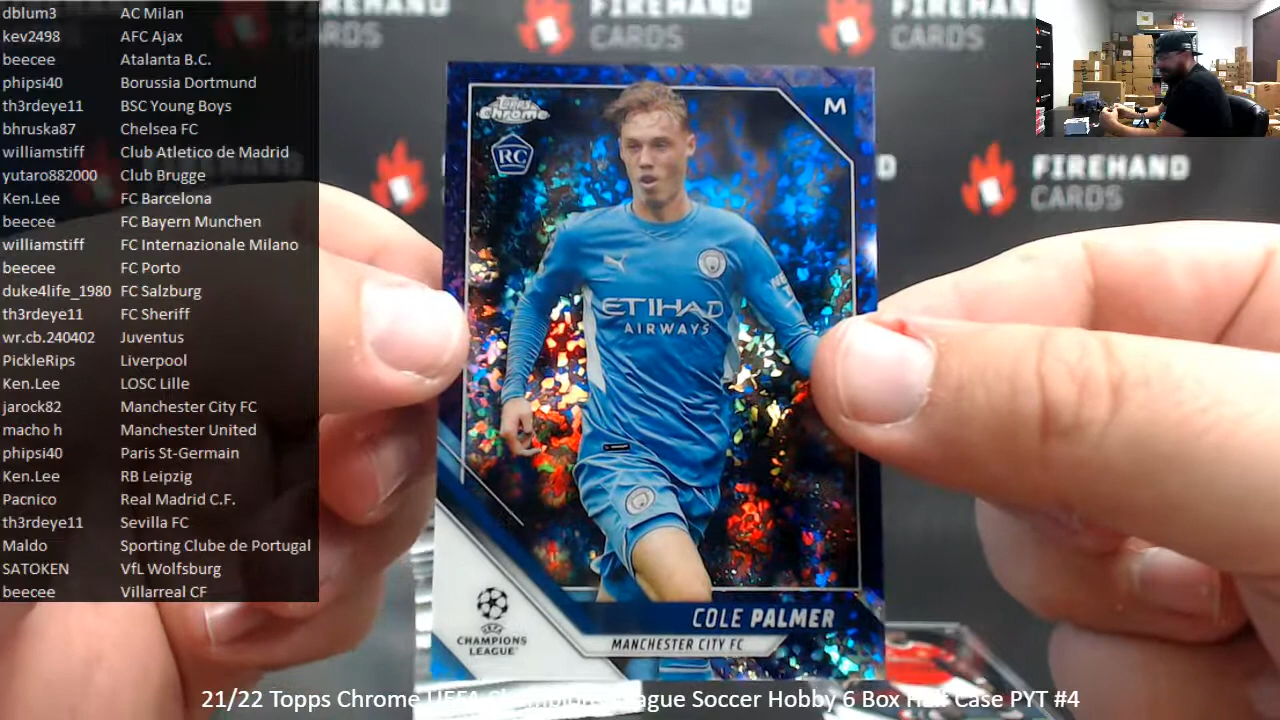 dblum3 AC Milan
kev2498 AFC Ajax
beecee Atalanta B.C.
phipsi40 Borussia Dortmund
th3rdeye11 BSC Young Boys
bhruska87 Chelsea FC
williamstiff Club Atletico de Madrid
yutaro882000 Club Brugge
Ken.Lee FC Barcelona
beecee FC Bayern Munchen
williamstiff FC Internazionale Milano
beecee FC Porto
duke4life_1980 FC Salzburg
th3rdeye11 FC Sheriff
wr.cb.240402 Juventus
PickleRips Liverpool
Ken.Lee LOSC Lille
jarock82 Manchester City FC
macho h Manchester United
phipsi40 Paris St-Germain
Ken.Lee RB Leipzig
Pacnico Real Madrid C.F.
th3rdeye11 Sevilla FC
Maldo Sporting Clube de Portugal
SATOKEN VfL Wolfsburg
beecee Villarreal CF
FIREHAND
CARDS
FIREHAND
CARDS
FIREHAND
CARDS
Topps
Chrome
M
RC
ETIHAD
AIRWAYS
COLE PALMER
MANCHESTER CITY FC
UEFA
CHAMPIONS
LEAGUE
21/22 Topps Chrome UEFA Champions League Soccer Hobby 6 Box Half Case PYT #4